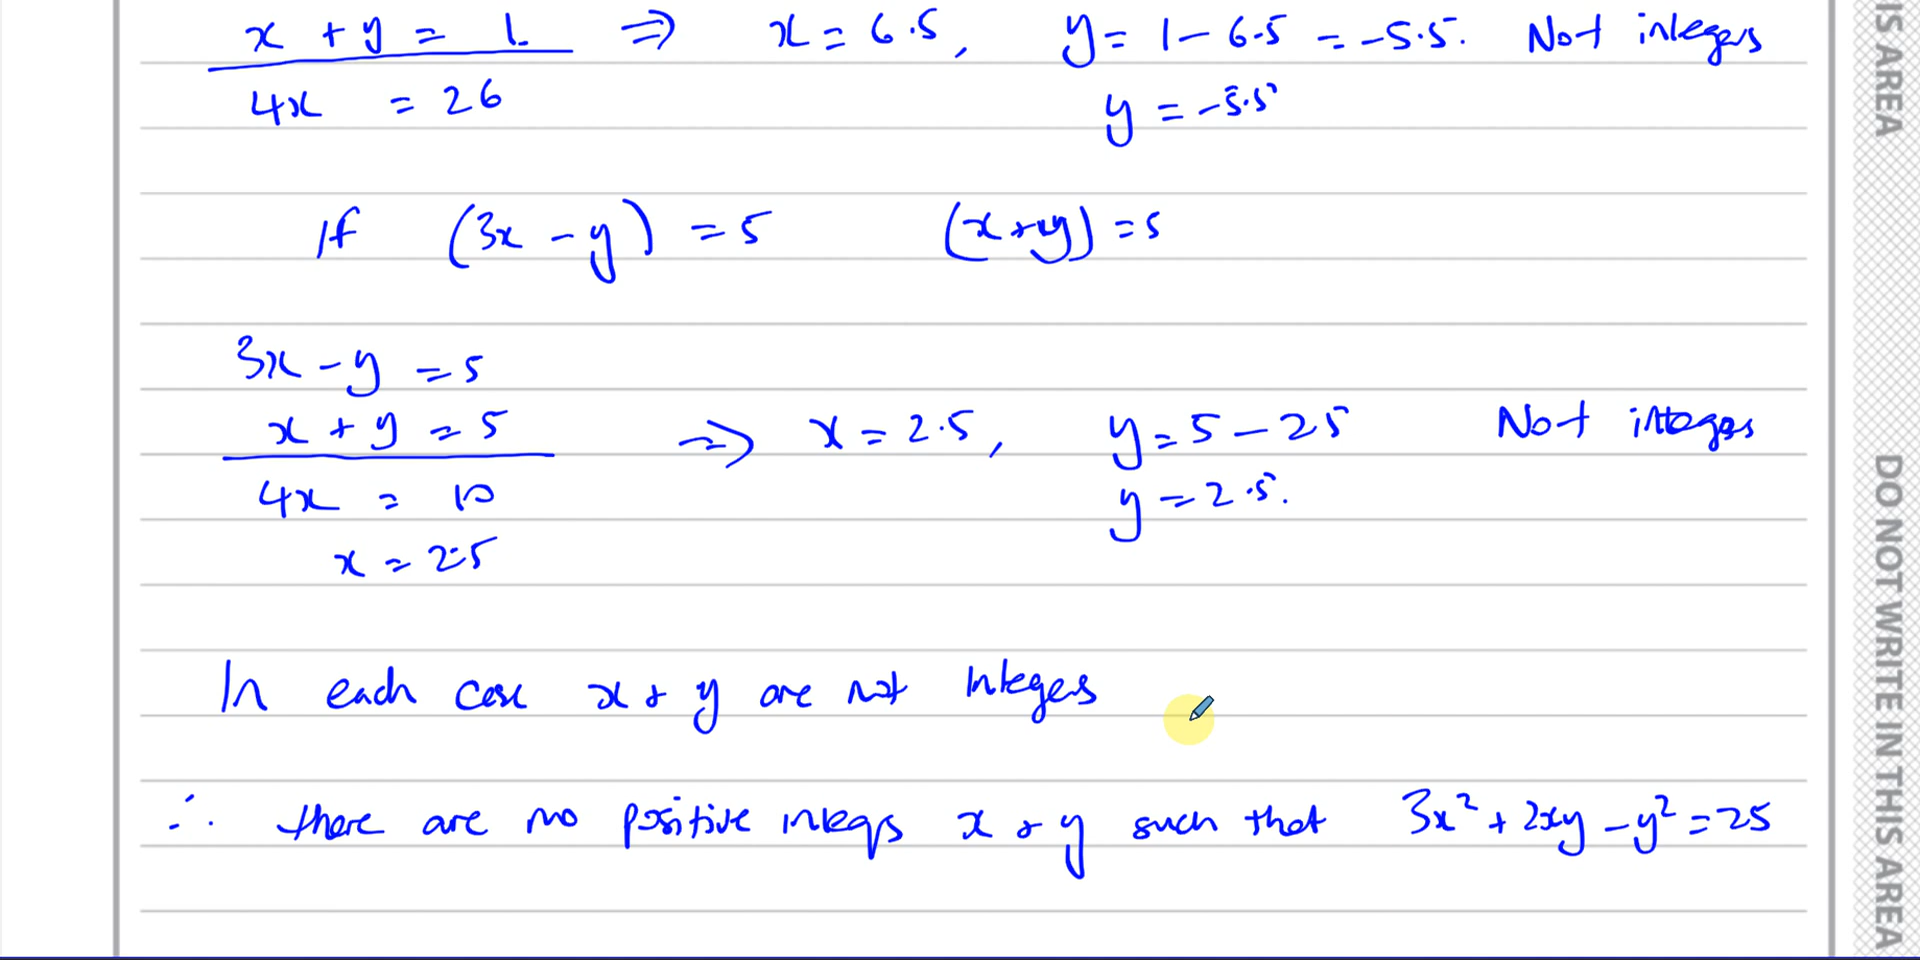 x + y = 1 ⇒ x = 6.5, y = 1 - 6.5 = -5.5. Not integers
4x = 26 y = -5.5
If (3x - y) = 5 (x + y) = 5
3x - y = 5
x + y = 5 ⇒ x = 2.5, y = 5 - 2.5 Not integers
4x = 10 y = 2.5.
x = 2.5
In each case x & y are not integers
∴ there are no positive integers x & y such that 3x² + 2xy - y² = 25
IS AREA
DO NOT WRITE IN THIS AREA